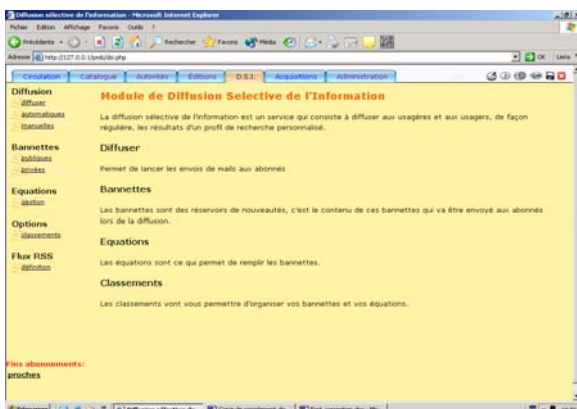 Diffusion sélective de l'information - Microsoft Internet Explorer
Fichier Edition Affichage Favoris Outils ?
Précédente Rechercher Favoris Média
Adresse http://127.0.0.1/pmb/dsi.php OK Liens
Circulation Catalogue Autorités Editions D.S.I. Acquisitions Administration
Diffusion
diffuser
automatiques
manuelles
Bannettes
publiques
privées
Equations
gestion
Options
classements
Flux RSS
définition
Fins abonnements:
proches
Module de Diffusion Selective de l'Information
La diffusion sélective de l'information est un service qui consiste à diffuser aux usagères et aux usagers, de façon
régulière, les résultats d'un profil de recherche personnalisé.
Diffuser
Permet de lancer les envois de mails aux abonnés
Bannettes
Les bannettes sont des réservoirs de nouveautés, c'est le contenu de ces bannettes qui va être envoyé aux abonnés
lors de la diffusion.
Equations
Les équations sont ce qui permet de remplir les bannettes.
Classements
Les classements vont vous permettre d'organiser vos bannettes et vos équations.